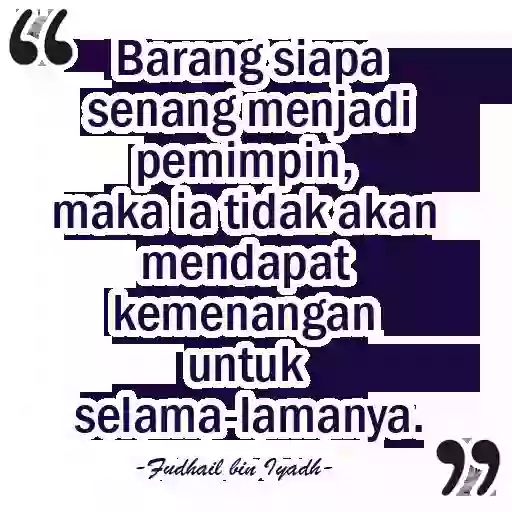 Barang siapa
senang menjadi
pemimpin,
maka ia tidak akan
mendapat
kemenangan
untuk
selama-lamanya.
-Fudhail bin Iyadh-